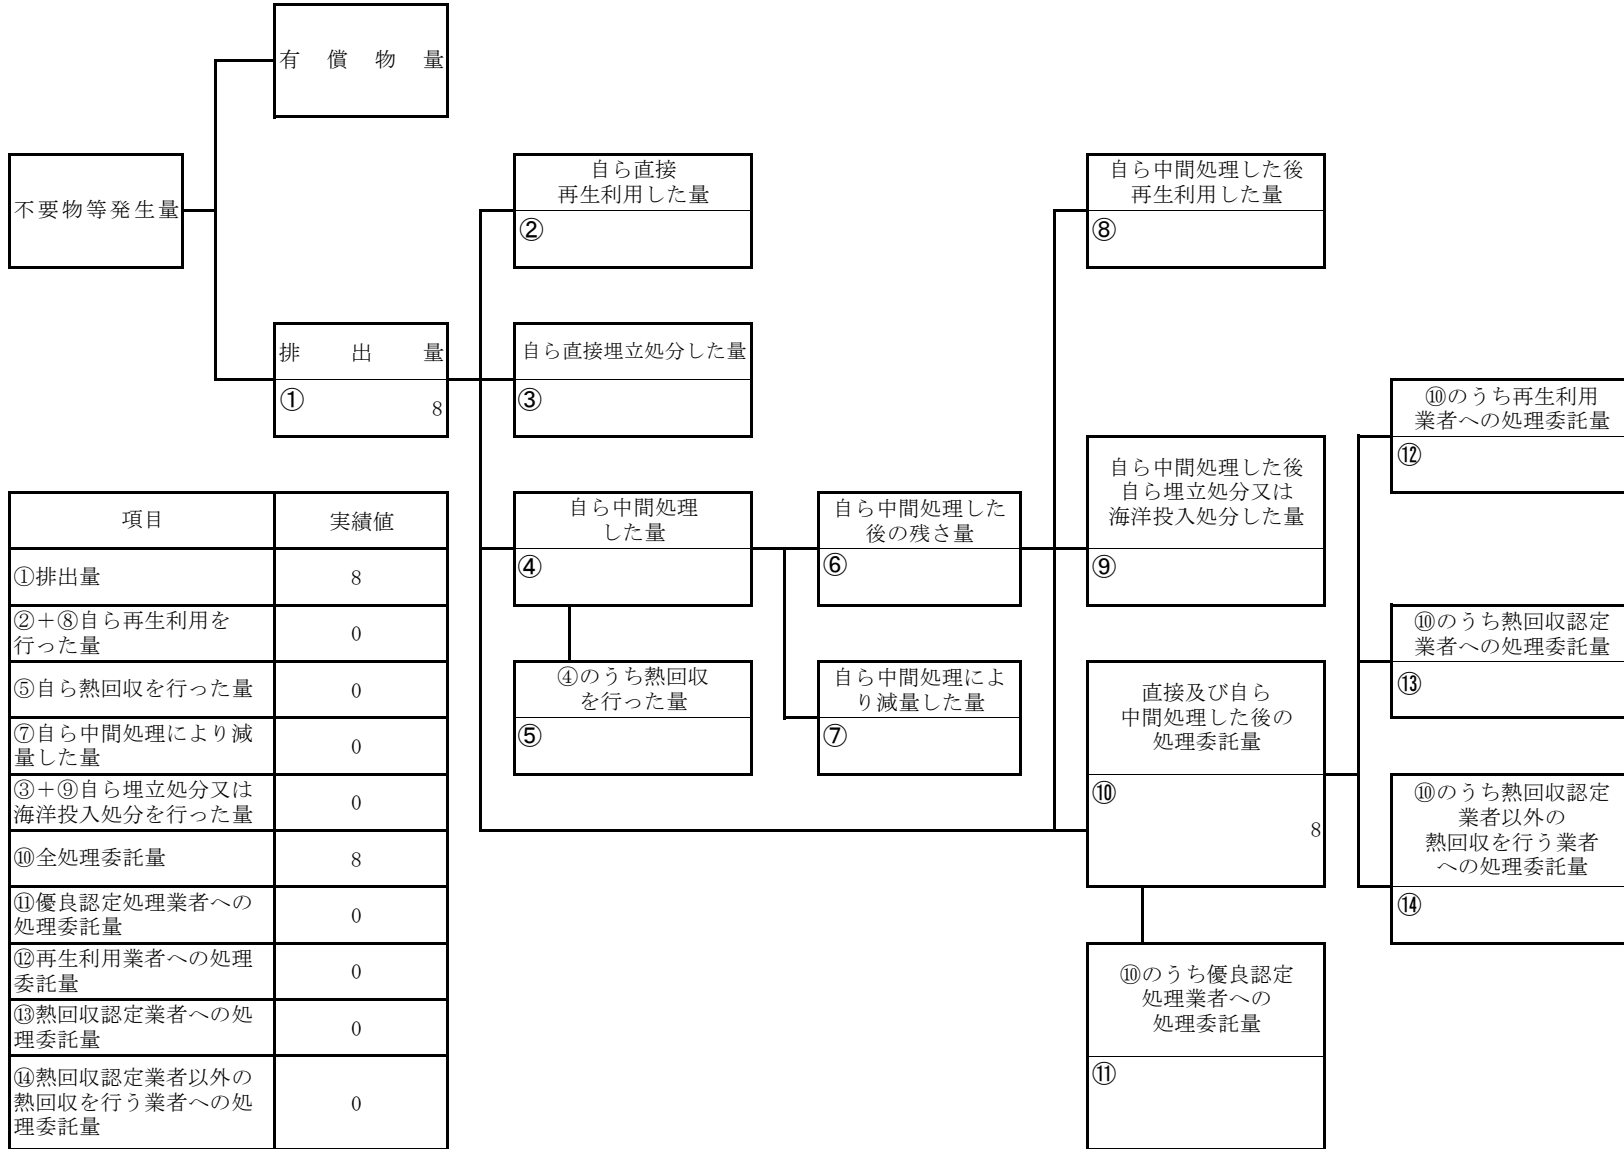 有償物量
不要物等発生量
排出量
①
8
自ら直接
再生利用した量
②
自ら直接埋立処分した量
③
自ら中間処理
した量
④
④のうち熱回収
を行った量
⑤
自ら中間処理した
後の残さ量
⑥
自ら中間処理によ
り減量した量
⑦
自ら中間処理した後
再生利用した量
⑧
自ら中間処理した後
自ら埋立処分又は
海洋投入処分した量
⑨
直接及び自ら
中間処理した後の
処理委託量
⑩
8
⑩のうち優良認定
処理業者への
処理委託量
⑪
⑩のうち再生利用
業者への処理委託量
⑫
⑩のうち熱回収認定
業者への処理委託量
⑬
⑩のうち熱回収認定
業者以外の
熱回収を行う業者
への処理委託量
⑭
項目 実績値
①排出量 8
②+⑧自ら再生利用を
行った量 0
⑤自ら熱回収を行った量 0
⑦自ら中間処理により減
量した量 0
③+⑨自ら埋立処分又は
海洋投入処分を行った量 0
⑩全処理委託量 8
⑪優良認定処理業者への
処理委託量 0
⑫再生利用業者への処理
委託量 0
⑬熱回収認定業者への処
理委託量 0
⑭熱回収認定業者以外の
熱回収を行う業者への処 0
理委託量